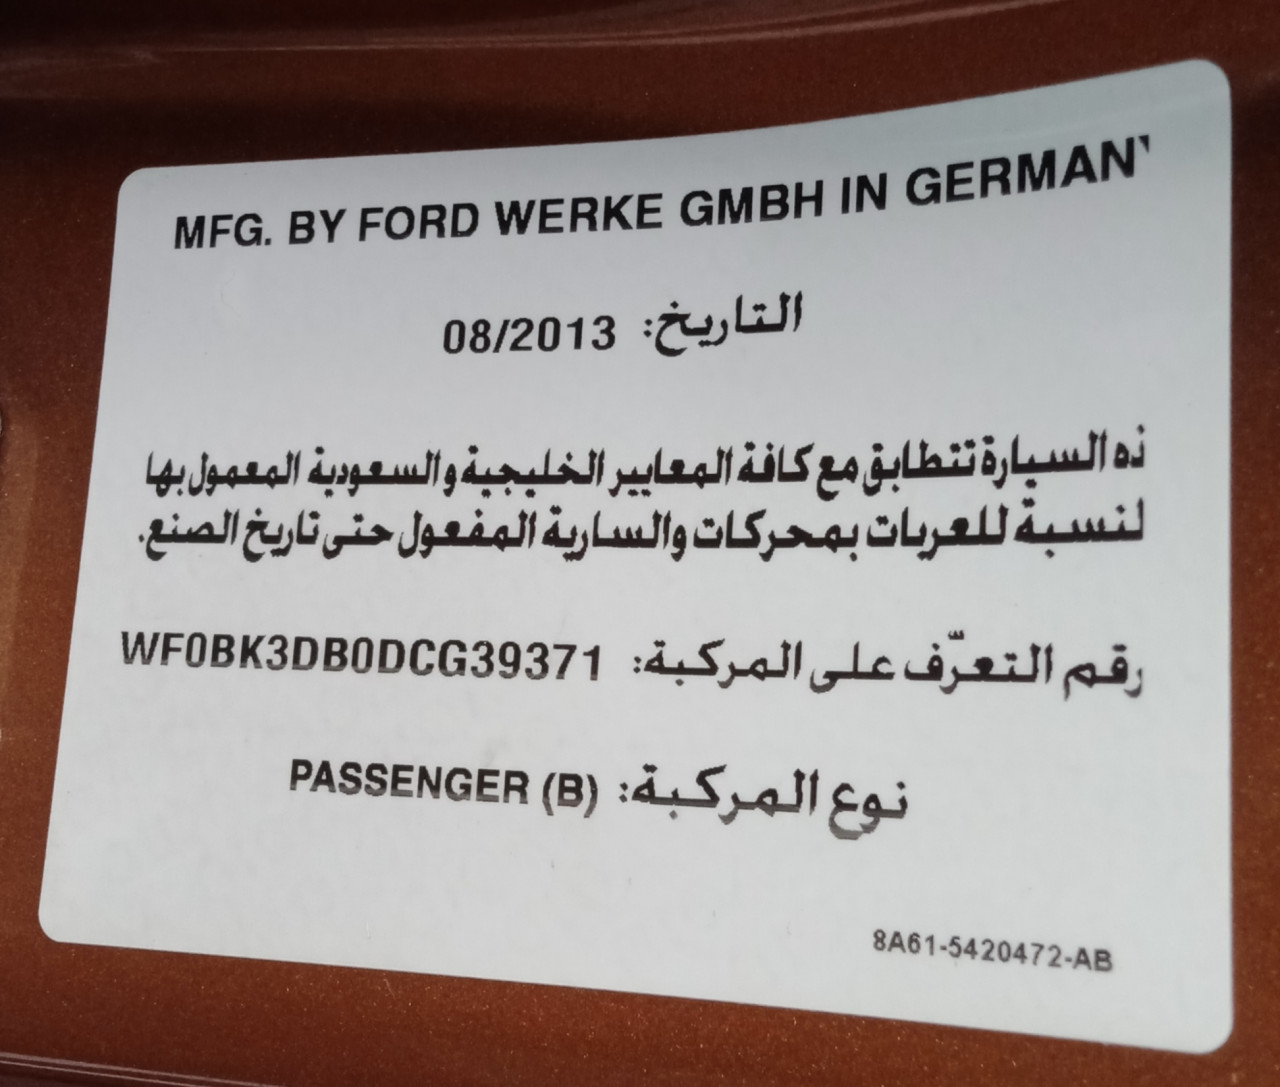 MFG. BY FORD WERKE GMBH IN GERMANY
التاريخ: 08/2013
ذه السيارة تتطابق مع كافة المعايير الخليجية والسعودية المعمول بها
لنسبة للعربات بمحركات والسارية المفعول حتى تاريخ الصنع.
رقم التعرّف على المركبة: WF0BK3DB0DCG39371
نوع المركبة: PASSENGER (B)
8A61-5420472-AB